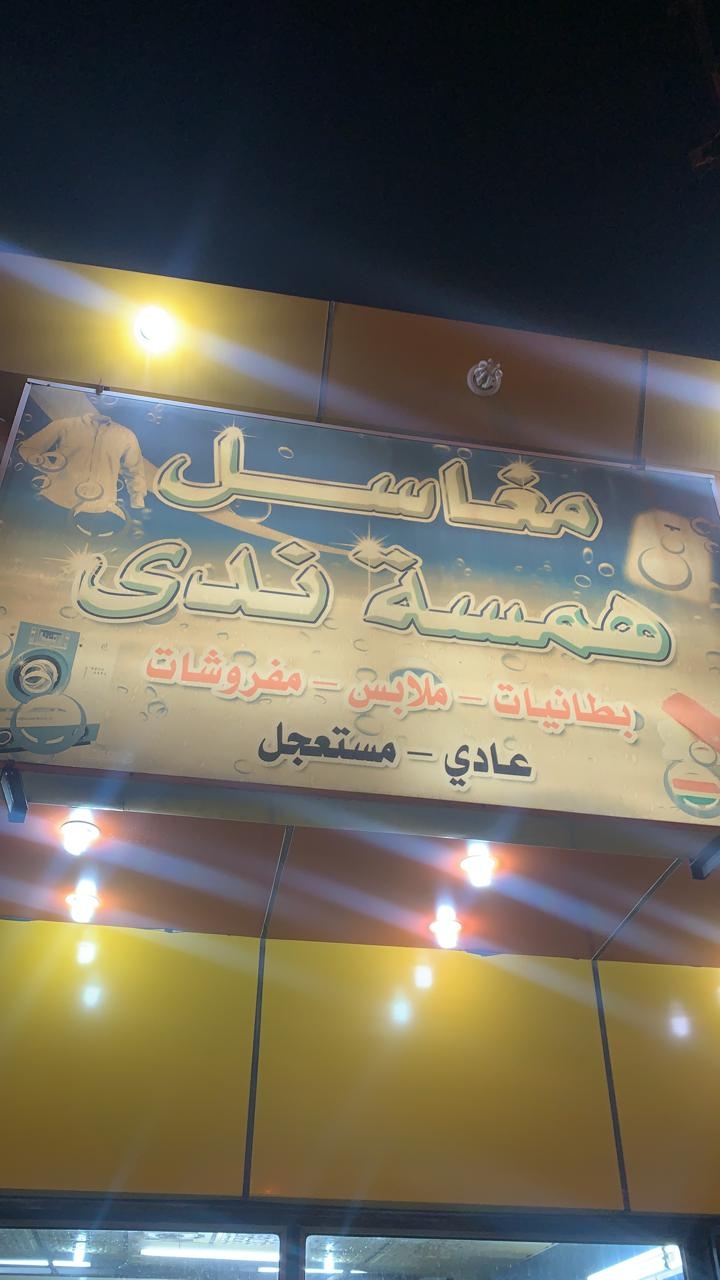 مغاسل
همسة ندى
بطانيات – ملابس – مفروشات
عادي – مستعجل